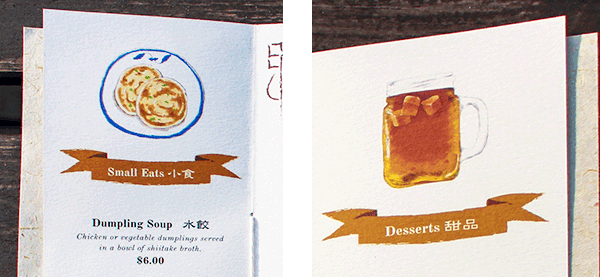 Small Eats 小食
Dumpling Soup 水餃
Chicken or vegetable dumplings served
in a bowl of shiitake broth.
$6.00
Desserts 甜品